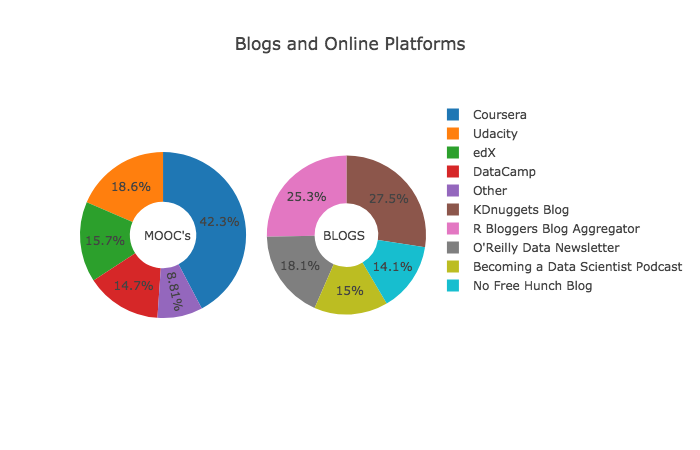 Blogs and Online Platforms
42.3%
18.6%
15.7%
14.7%
8.81%
MOOC's
27.5%
25.3%
18.1%
15%
14.1%
BLOGS
Coursera
Udacity
edX
DataCamp
Other
KDnuggets Blog
R Bloggers Blog Aggregator
O'Reilly Data Newsletter
Becoming a Data Scientist Podcast
No Free Hunch Blog